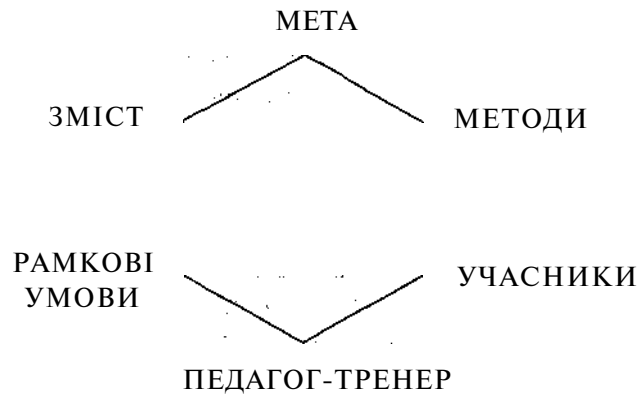 МЕТА
ЗМІСТ
МЕТОДИ
РАМКОВІ
УМОВИ
УЧАСНИКИ
ПЕДАГОГ-ТРЕНЕР